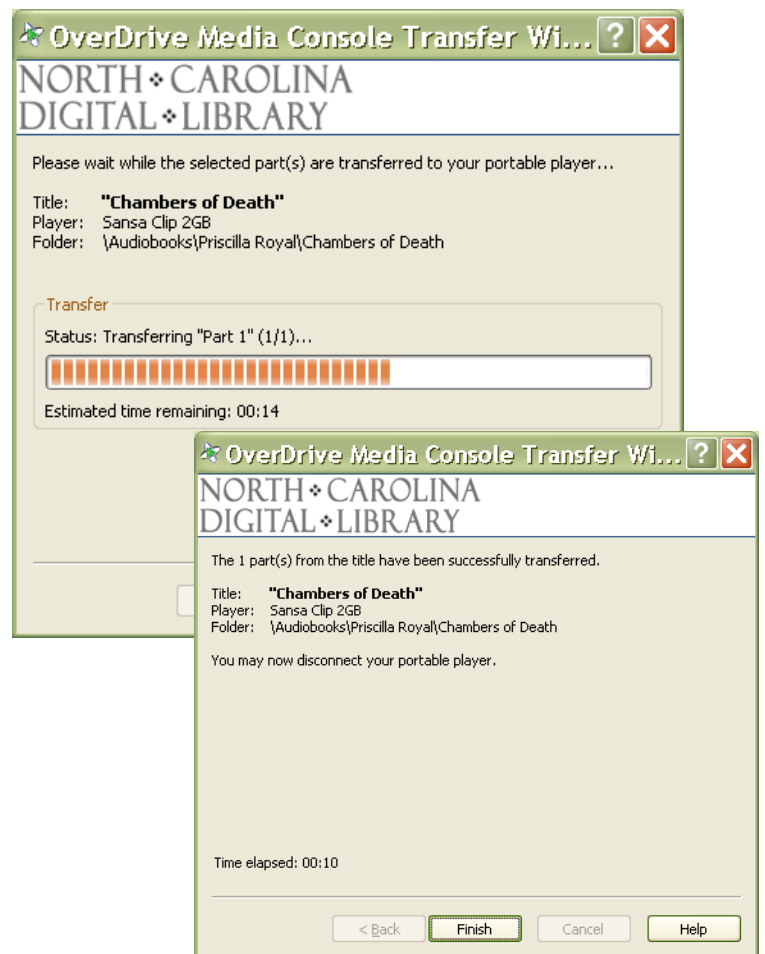 OverDrive Media Console Transfer Wi...
NORTH CAROLINA
DIGITAL LIBRARY
Please wait while the selected part(s) are transferred to your portable player...
Title: "Chambers of Death"
Player: Sansa Clip 2GB
Folder: \Audiobooks\Priscilla Royal\Chambers of Death
Transfer
Status: Transferring "Part 1" (1/1)...
Estimated time remaining: 00:14
OverDrive Media Console Transfer Wi...
NORTH CAROLINA
DIGITAL LIBRARY
The 1 part(s) from the title have been successfully transferred.
Title: "Chambers of Death"
Player: Sansa Clip 2GB
Folder: \Audiobooks\Priscilla Royal\Chambers of Death
You may now disconnect your portable player.
Time elapsed: 00:10
< Back Finish Cancel Help